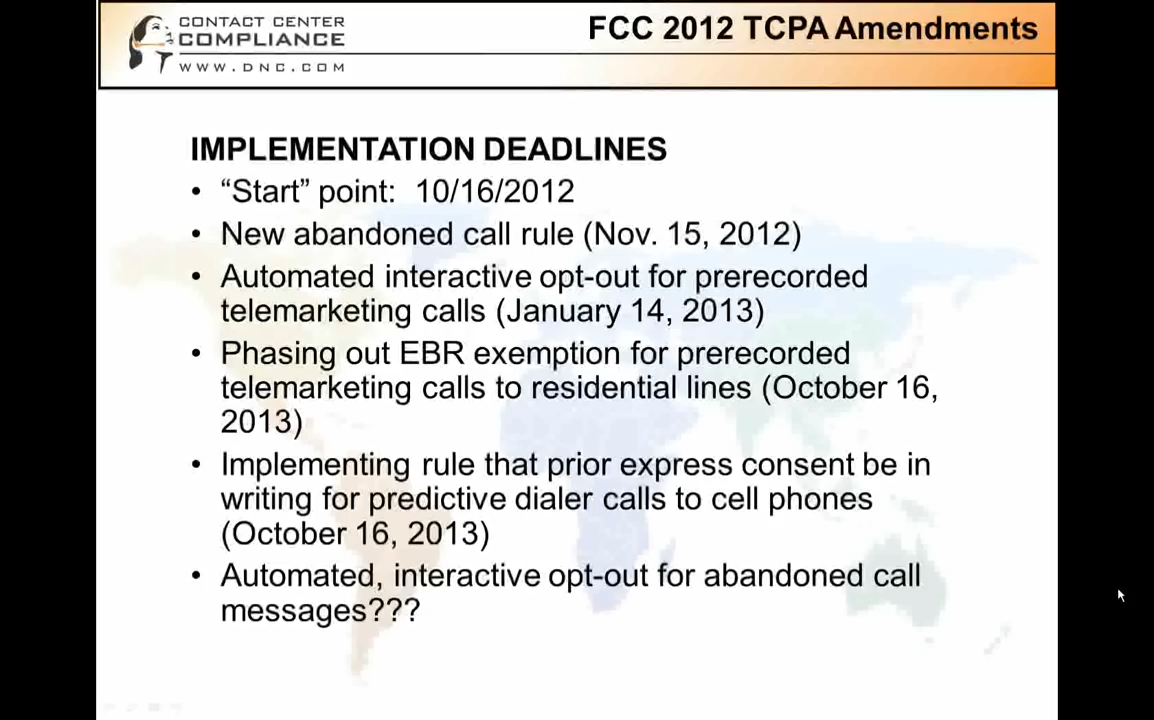 CONTACT CENTER
COMPLIANCE
WWW.DNC.COM
FCC 2012 TCPA Amendments
IMPLEMENTATION DEADLINES
• “Start” point: 10/16/2012
• New abandoned call rule (Nov. 15, 2012)
• Automated interactive opt-out for prerecorded
telemarketing calls (January 14, 2013)
• Phasing out EBR exemption for prerecorded
telemarketing calls to residential lines (October 16,
2013)
• Implementing rule that prior express consent be in
writing for predictive dialer calls to cell phones
(October 16, 2013)
• Automated, interactive opt-out for abandoned call
messages???